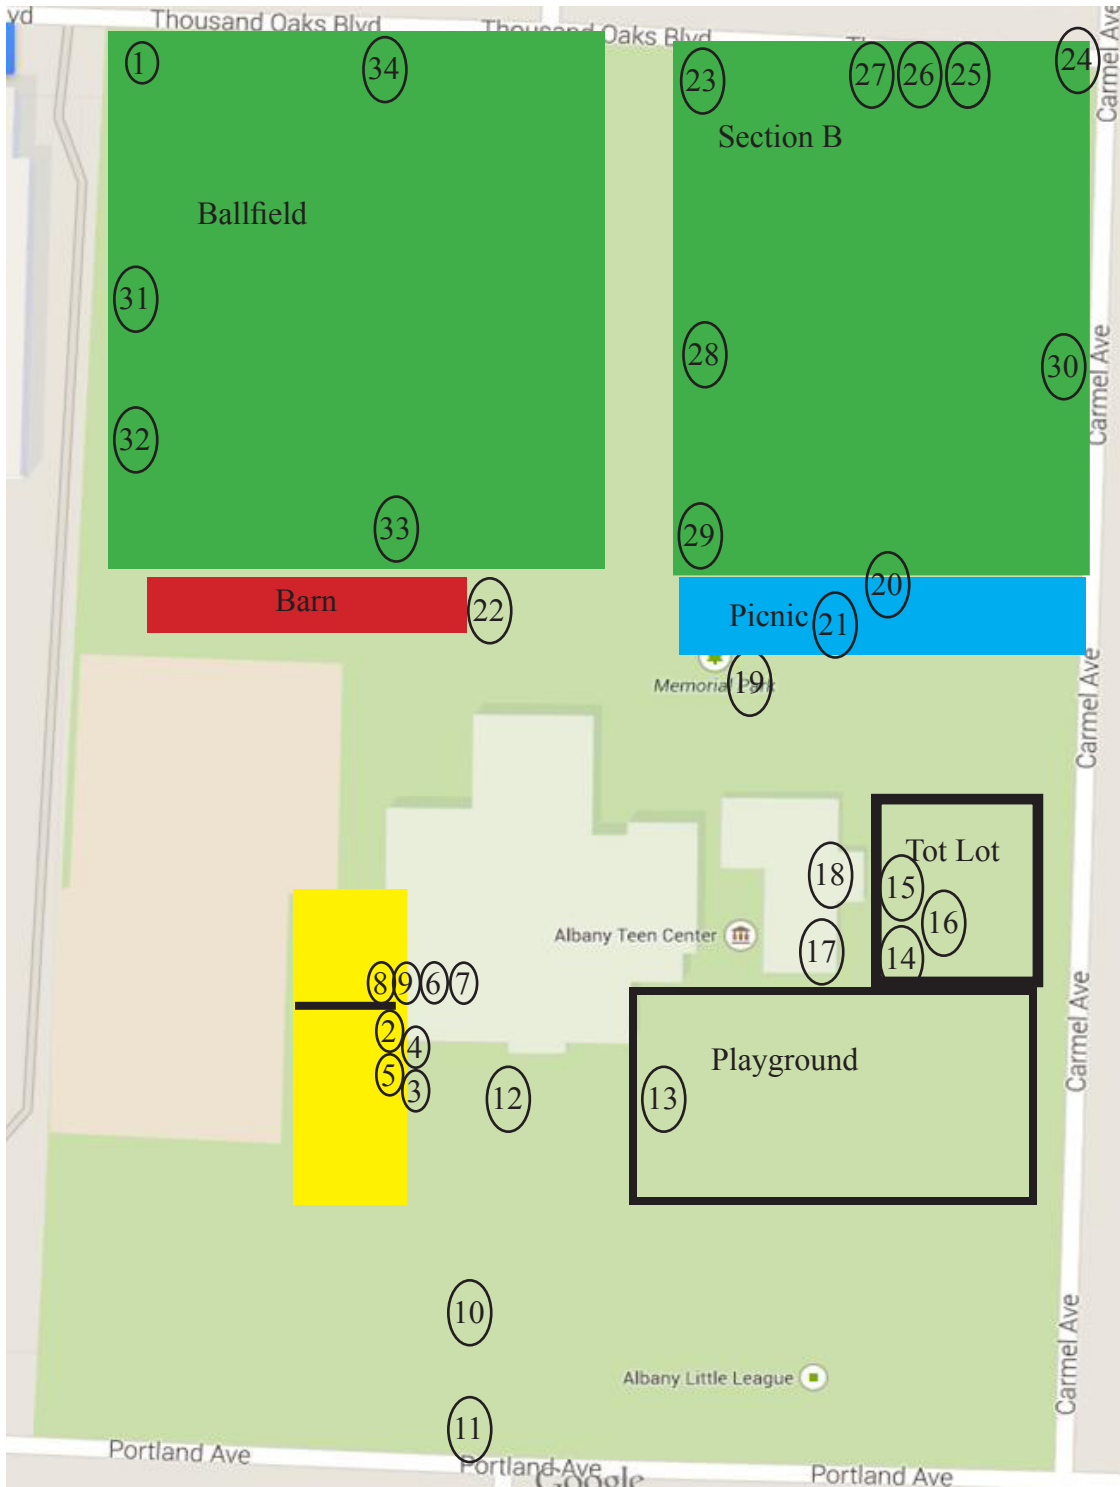 vd
Thousand Oaks Blvd
Thousand Oaks Blvd
Carmel Ave
1
34
23
27
26
25
24
Section B
Ballfield
31
28
30
Carmel Ave
32
33
29
20
Barn
22
Picnic
21
Memorial Park
19
Carmel Ave
Tot Lot
18
15
16
Albany Teen Center
17
14
8
9
6
7
2
4
5
3
12
Playground
13
Carmel Ave
10
Albany Little League
Carmel Ave
11
Portland Ave
Portland Ave
Google
Portland Ave